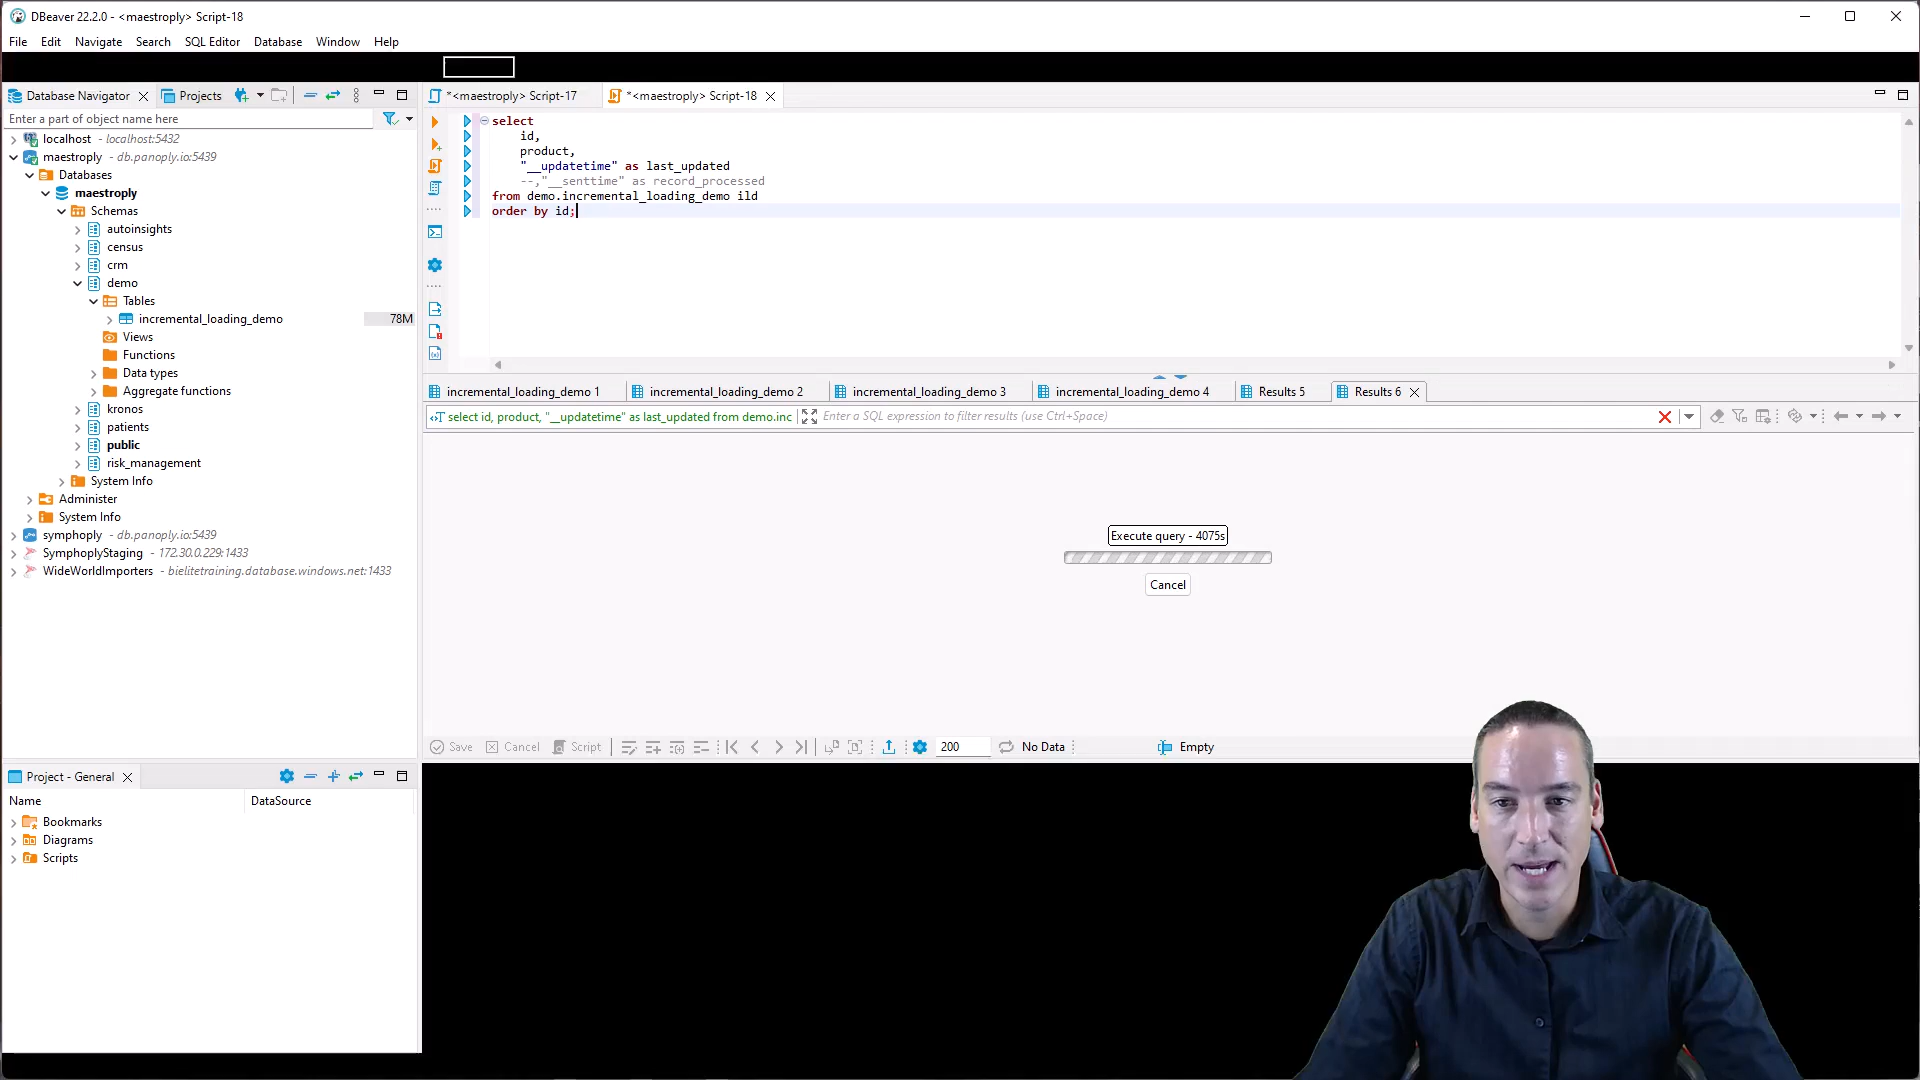 DBeaver 22.2.0 - <maestroply> Script-18
File Edit Navigate Search SQL Editor Database Window Help
Database Navigator Projects
Enter a part of object name here
localhost - localhost:5432
maestroply - db.panoply.io:5439
Databases
maestroply
Schemas
autoinsights
census
crm
demo
Tables
incremental_loading_demo 78M
Views
Functions
Data types
Aggregate functions
kronos
patients
public
risk_management
System Info
Administer
System Info
symphoply - db.panoply.io:5439
SymphoplyStaging - 172.30.0.229:1433
WideWorldImporters - bielitetraining.database.windows.net:1433
*<maestroply> Script-17 *<maestroply> Script-18
select
id,
product,
"__updatetime" as last_updated
--,"__senttime" as record_processed
from demo.incremental_loading_demo ild
order by id;
incremental_loading_demo 1 incremental_loading_demo 2 incremental_loading_demo 3 incremental_loading_demo 4 Results 5 Results 6
select id, product, "__updatetime" as last_updated from demo.inc Enter a SQL expression to filter results (use Ctrl+Space)
Execute query - 4075s
Cancel
Save Cancel Script 200 No Data Empty
Project - General
Name DataSource
Bookmarks
Diagrams
Scripts